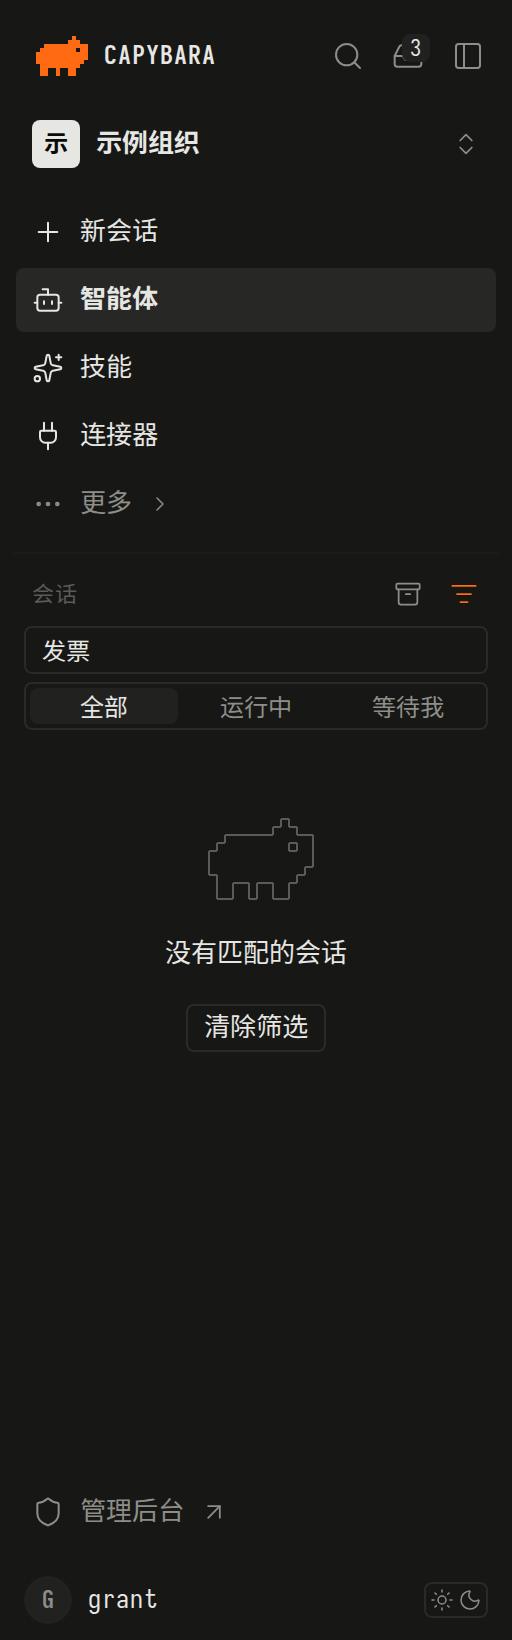 CAPYBARA
3
示 示例组织
新会话
智能体
技能
连接器
更多
会话
发票
全部 运行中 等待我
没有匹配的会话
清除筛选
管理后台
G grant